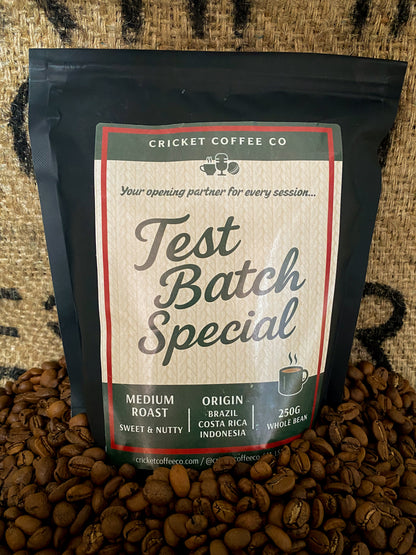 CRICKET COFFEE CO
Your opening partner for every session...
Test
Batch
Special
MEDIUM
ROAST
SWEET & NUTTY
ORIGIN
BRAZIL
COSTA RICA
INDONESIA
250G
WHOLE BEAN
cricketcoffeeco.com / @cricketcoffeeco